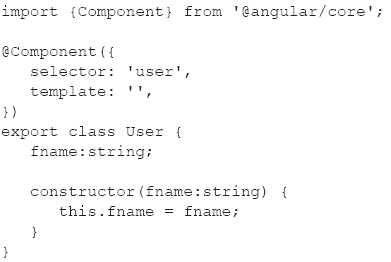 import {Component} from '@angular/core';
@Component({
selector: 'user',
template: '',
})
export class User {
fname:string;
constructor(fname:string) {
this.fname = fname;
}
}